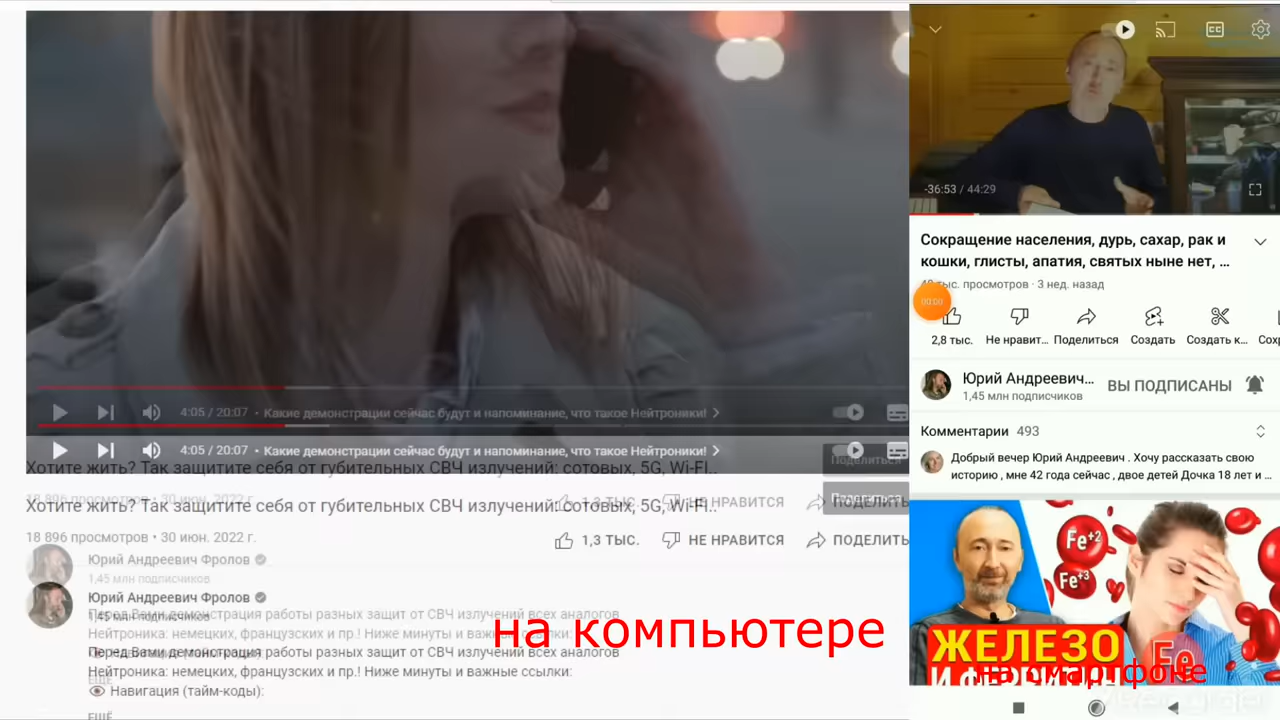 4:05 / 20:07 • Какие демонстрации сейчас будут и напоминание, что такое Нейтроники!
4:05 / 20:07 • Какие демонстрации сейчас будут и напоминание, что такое Нейтроники!
Поделиться
Хотите жить? Так защитите себя от губительных СВЧ излучений: сотовых, 5G, Wi-FI..
18 896 просмотров • 30 июн. 2022 г.
1,3 ТЫС.
НЕ НРАВИТСЯ
ПОДЕЛИТЬ
Поделиться
Хотите жить? Так защитите себя от губительных СВЧ излучений: сотовых, 5G, Wi-FI..
18 896 просмотров • 30 июн. 2022 г.
1,3 ТЫС.
НЕ НРАВИТСЯ
ПОДЕЛИТЬ
Юрий Андреевич Фролов
1,45 млн подписчиков
Юрий Андреевич Фролов
1,45 млн подписчиков
Перед Вами демонстрация работы разных защит от СВЧ излучений всех аналогов
Нейтроника: немецких, французских и пр.! Ниже минуты и важные ссылки:
Перед Вами демонстрация работы разных защит от СВЧ излучений всех аналогов
Нейтроника: немецких, французских и пр.! Ниже минуты и важные ссылки:
Навигация (тайм-коды):
ЕЩЁ
ЕЩЁ
на компьютере
CC
-36:53 / 44:29
Сокращение населения, дурь, сахар, рак и
кошки, глисты, апатия, святых ныне нет, ...
тыс. просмотров · 3 нед. назад
00:00
2,8 тыс.
Не нравит...
Поделиться
Создать
Создать к...
Сох
Юрий Андреевич...
1,45 млн подписчиков
ВЫ ПОДПИСАНЫ
Комментарии 493
Добрый вечер Юрий Андреевич . Хочу рассказать свою
историю , мне 42 года сейчас , двое детей Дочка 18 лет и ...
Fe+2
Fe+3
ЖЕЛЕЗО
Fe
на смартфоне